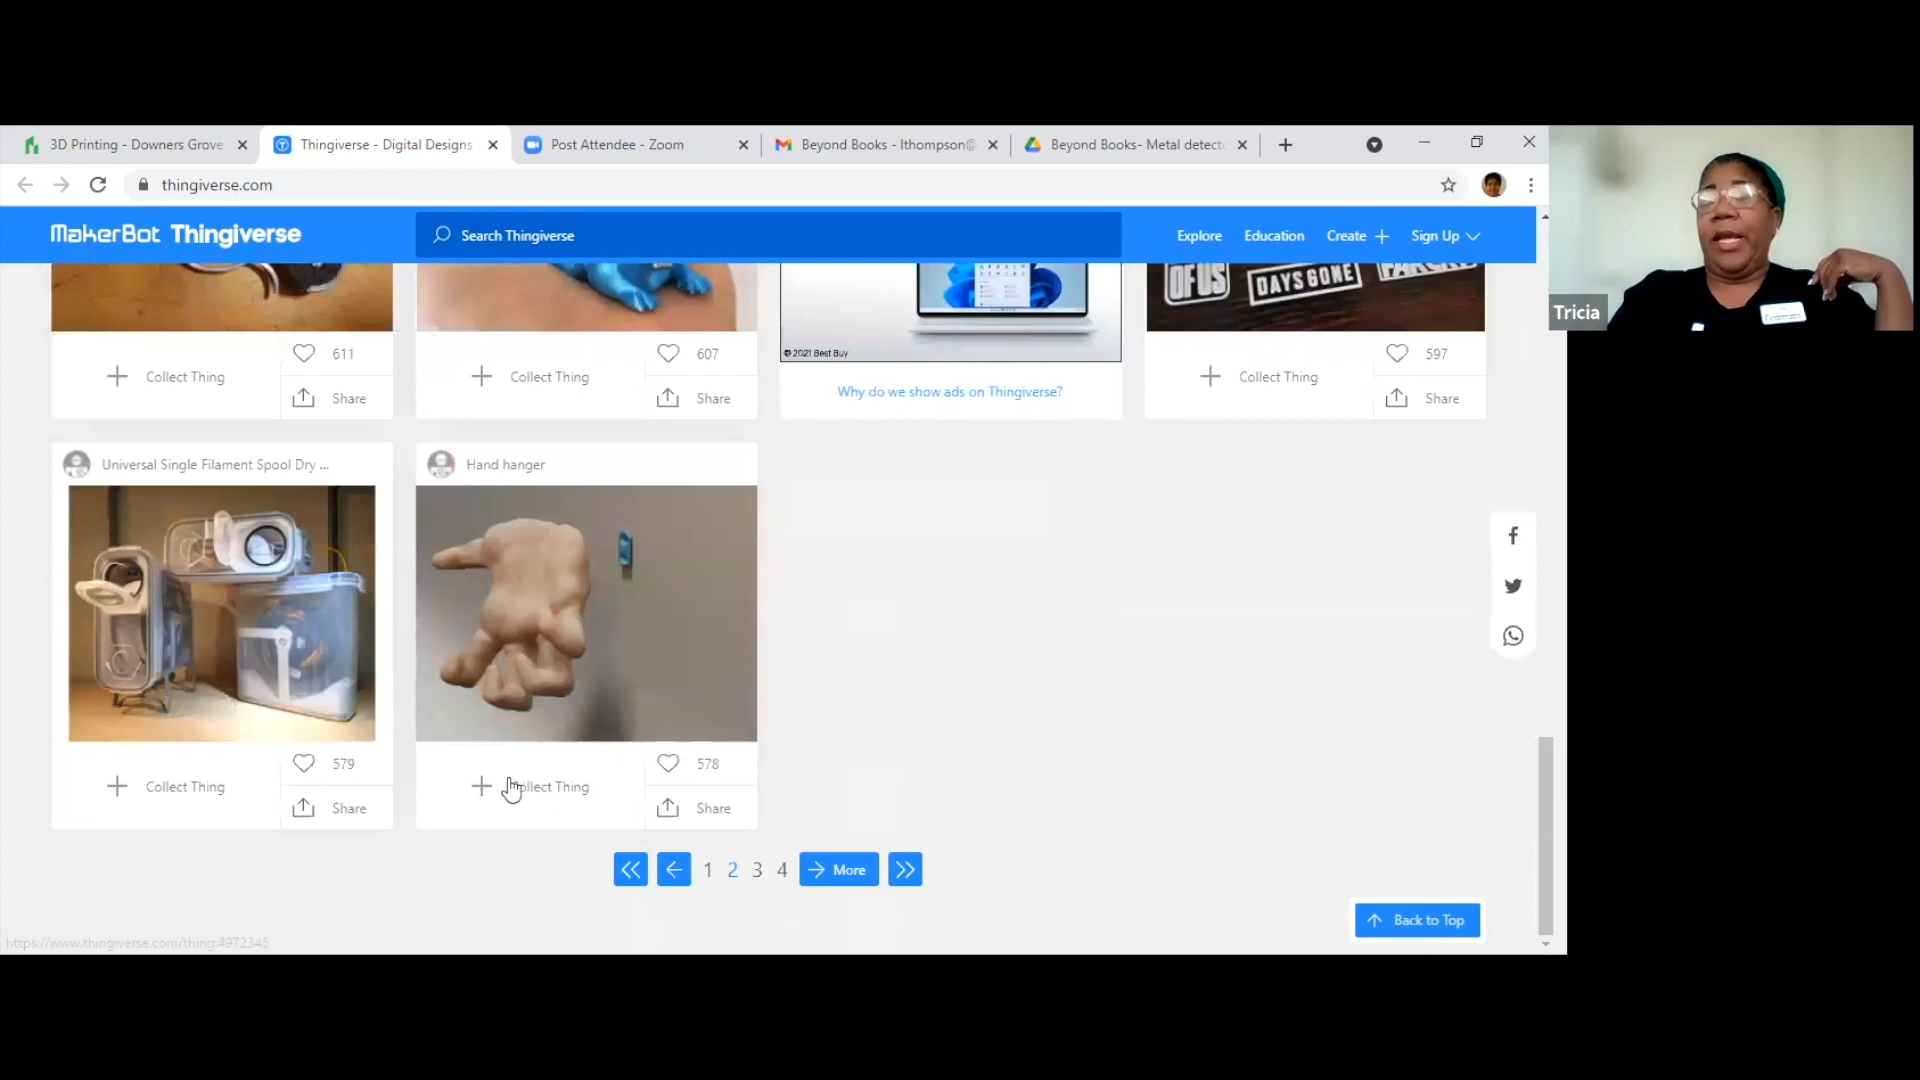 3D Printing - Downers Grove
Thingiverse - Digital Designs
Post Attendee - Zoom
Beyond Books - lthompson@
Beyond Books- Metal detect
thingiverse.com
MakerBot Thingiverse
Search Thingiverse
Explore
Education
Create
Sign Up
Tricia
OF US
DAYS GONE
© 2021 Best Buy
611
Collect Thing
Share
607
Collect Thing
Share
Why do we show ads on Thingiverse?
597
Collect Thing
Share
Universal Single Filament Spool Dry ...
Hand hanger
579
Collect Thing
Share
578
Collect Thing
Share
1 2 3 4 More
Back to Top
https://www.thingiverse.com/thing:4972345